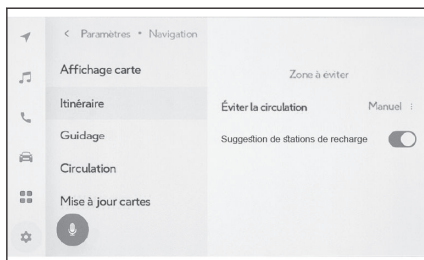 < Paramètres • Navigation
Affichage carte
Itinéraire
Guidage
Circulation
Mise à jour cartes
Zone à éviter
Éviter la circulation Manuel
Suggestion de stations de recharge